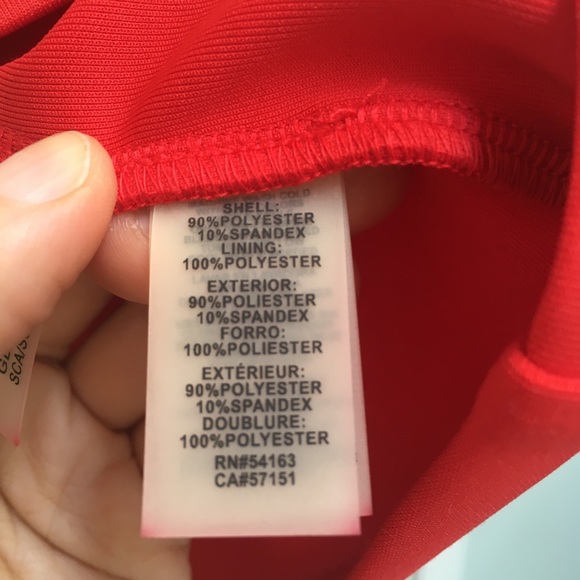 COLD
SHELL:
90%POLYESTER
10%SPANDEX
LINING:
100%POLYESTER
EXTERIOR:
90%POLIESTER
10%SPANDEX
FORRO:
100%POLIESTER
EXTÉRIEUR:
90%POLYESTER
10%SPANDEX
DOUBLURE:
100%POLYESTER
RN#54163
CA#57151